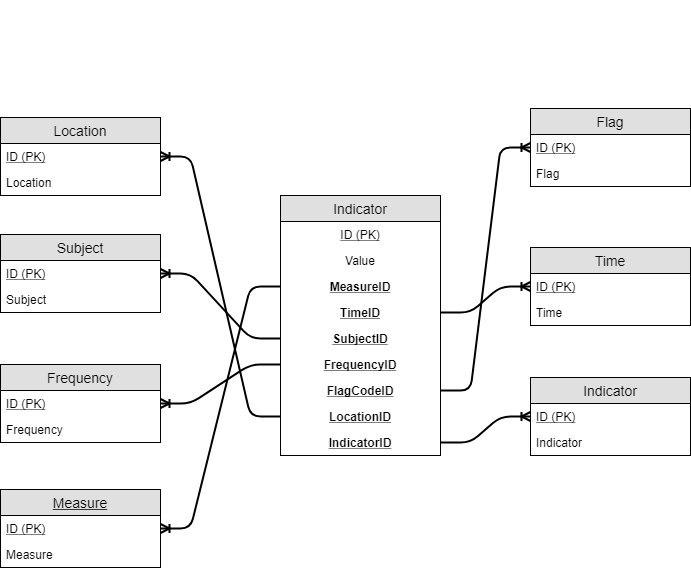 Location
ID (PK)
Location
Subject
ID (PK)
Subject
Frequency
ID (PK)
Frequency
Measure
ID (PK)
Measure
Indicator
ID (PK)
Value
MeasureID
TimeID
SubjectID
FrequencyID
FlagCodeID
LocationID
IndicatorID
Flag
ID (PK)
Flag
Time
ID (PK)
Time
Indicator
ID (PK)
Indicator